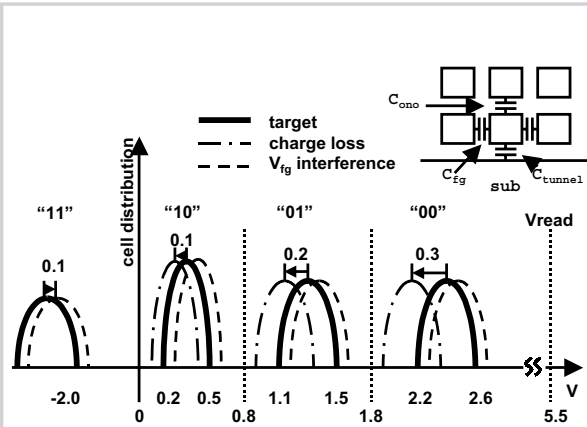 C_ono
C_fg
C_tunnel
sub
target
charge loss
V_fg interference
cell distribution
“11”
“10”
“01”
“00”
Vread
0.1
0.1
0.2
0.3
V
-2.0
0.2
0.5
1.1
1.5
2.2
2.6
0
0.8
1.8
5.5